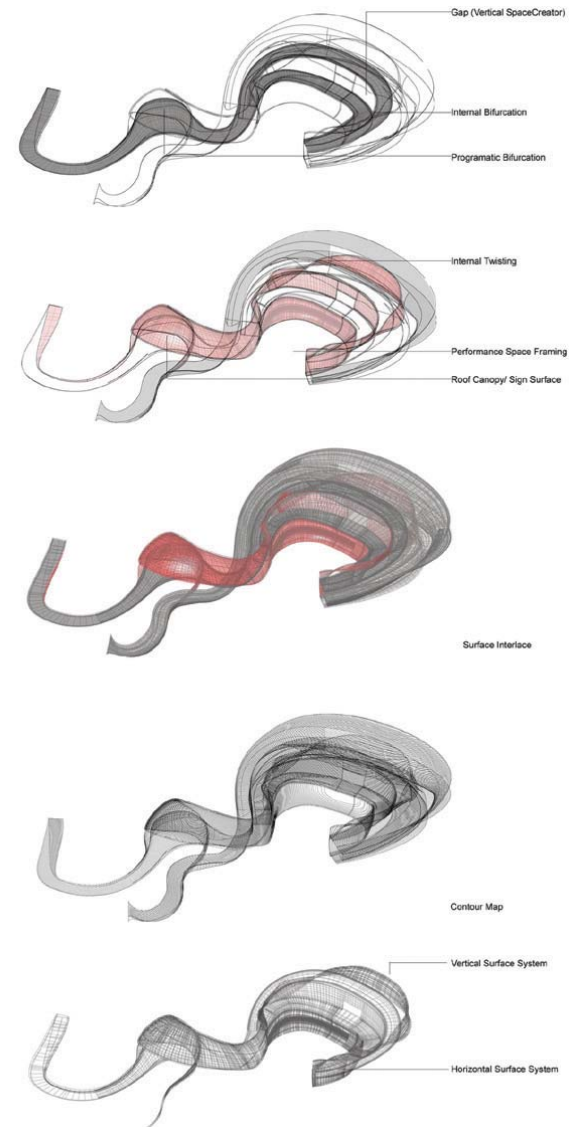 Gap (Vertical SpaceCreator)
Internal Bifurcation
Programatic Bifurcation
Internal Twisting
Performance Space Framing
Roof Canopy/ Sign Surface
Surface Interlace
Contour Map
Vertical Surface System
Horizontal Surface System